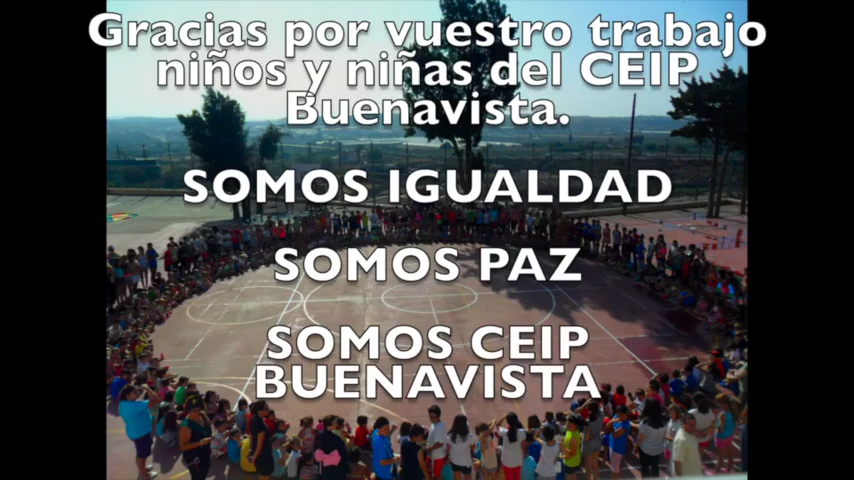 Gracias por vuestro trabajo
niños y niñas del CEIP
Buenavista.
SOMOS IGUALDAD
SOMOS PAZ
SOMOS CEIP
BUENAVISTA